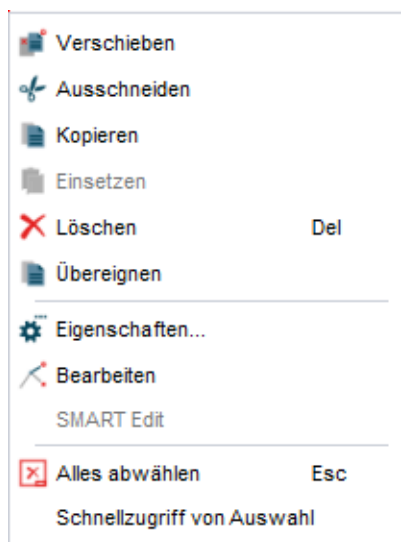 Verschieben
Ausschneiden
Kopieren
Einsetzen
Löschen Del
Übereignen
Eigenschaften...
Bearbeiten
SMART Edit
Alles abwählen Esc
Schnellzugriff von Auswahl